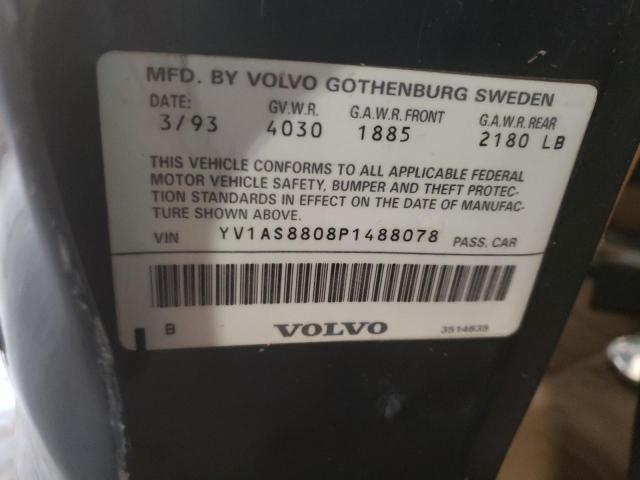 MFD. BY VOLVO GOTHENBURG SWEDEN
DATE: GV.W.R. G.A.W.R. FRONT G.A.W.R. REAR
3/93 4030 1885 2180 LB
THIS VEHICLE CONFORMS TO ALL APPLICABLE FEDERAL
MOTOR VEHICLE SAFETY, BUMPER AND THEFT PROTEC-
TION STANDARDS IN EFFECT ON THE DATE OF MANUFAC-
TURE SHOWN ABOVE.
VIN YV1AS8808P1488078 PASS. CAR
B VOLVO 3514635